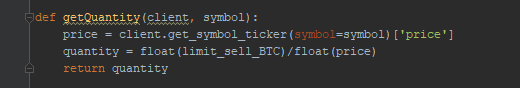 def getQuantity(client, symbol):
    price = client.get_symbol_ticker(symbol=symbol)['price']
    quantity = float(limit_sell_BTC)/float(price)
    return quantity